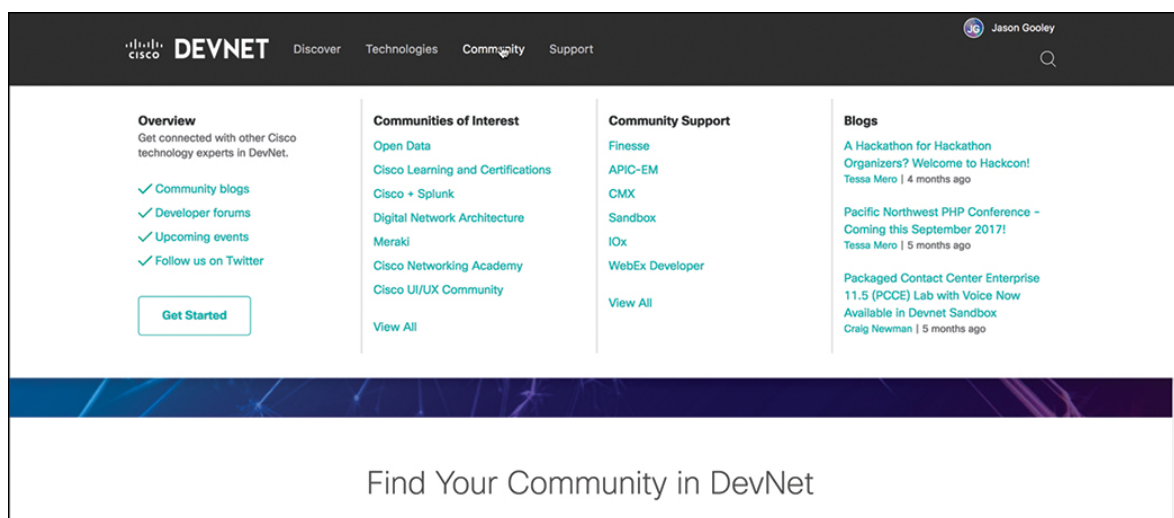 Jason Gooley
JG
CISCO DEVNET Discover Technologies Community Support
Overview
Get connected with other Cisco
technology experts in DevNet.
Community blogs
Developer forums
Upcoming events
Follow us on Twitter
Get Started
Communities of Interest
Open Data
Cisco Learning and Certifications
Cisco + Splunk
Digital Network Architecture
Meraki
Cisco Networking Academy
Cisco UI/UX Community
View All
Community Support
Finesse
APIC-EM
CMX
Sandbox
IOx
WebEx Developer
View All
Blogs
A Hackathon for Hackathon
Organizers? Welcome to Hackcon!
Tessa Mero | 4 months ago
Pacific Northwest PHP Conference –
Coming this September 2017!
Tessa Mero | 5 months ago
Packaged Contact Center Enterprise
11.5 (PCCE) Lab with Voice Now
Available in Devnet Sandbox
Craig Newman | 5 months ago
Find Your Community in DevNet